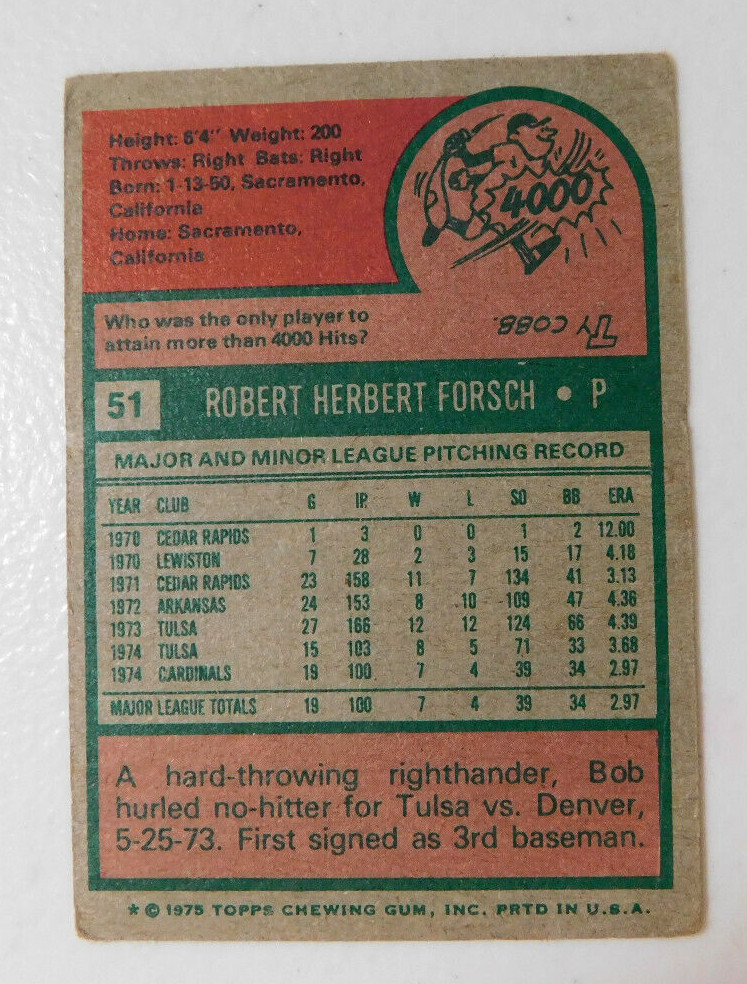 Height: 6'4" Weight: 200
Throws: Right Bats: Right
Born: 1-13-50, Sacramento,
California
Home: Sacramento,
California
4000
Who was the only player to
attain more than 4000 Hits?
TY COBB.
51 ROBERT HERBERT FORSCH • P
MAJOR AND MINOR LEAGUE PITCHING RECORD
YEAR CLUB G IP. W L SO BB ERA
1970 CEDAR RAPIDS 1 3 0 0 1 2 12.00
1970 LEWISTON 7 28 2 3 15 17 4.18
1971 CEDAR RAPIDS 23 158 11 7 134 41 3.13
1972 ARKANSAS 24 153 8 10 109 47 4.36
1973 TULSA 27 166 12 12 124 66 4.39
1974 TULSA 15 103 8 5 71 33 3.68
1974 CARDINALS 19 100 7 4 39 34 2.97
MAJOR LEAGUE TOTALS 19 100 7 4 39 34 2.97
A hard-throwing righthander, Bob
hurled no-hitter for Tulsa vs. Denver,
5-25-73. First signed as 3rd baseman.
* © 1975 TOPPS CHEWING GUM, INC. PRTD IN U.S.A.